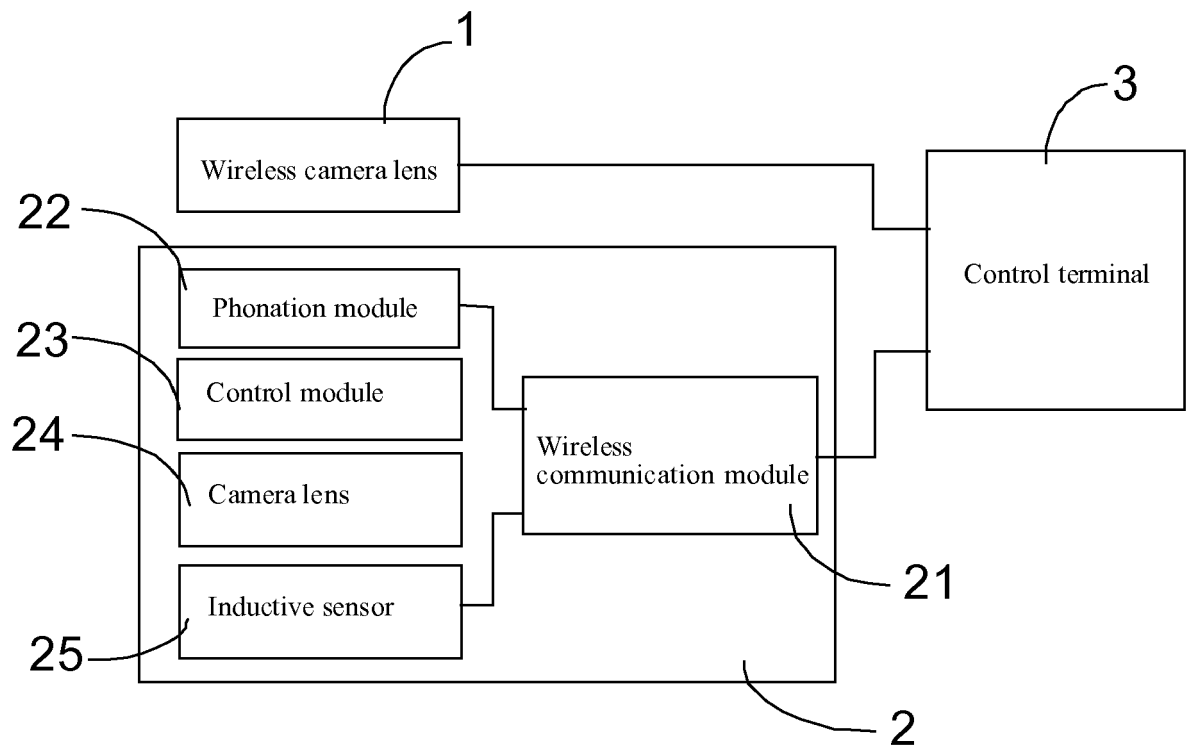 1
3
Wireless camera lens
22
Control terminal
Phonation module
23
Control module
24
Wireless
communication module
Camera lens
21
Inductive sensor
25
2